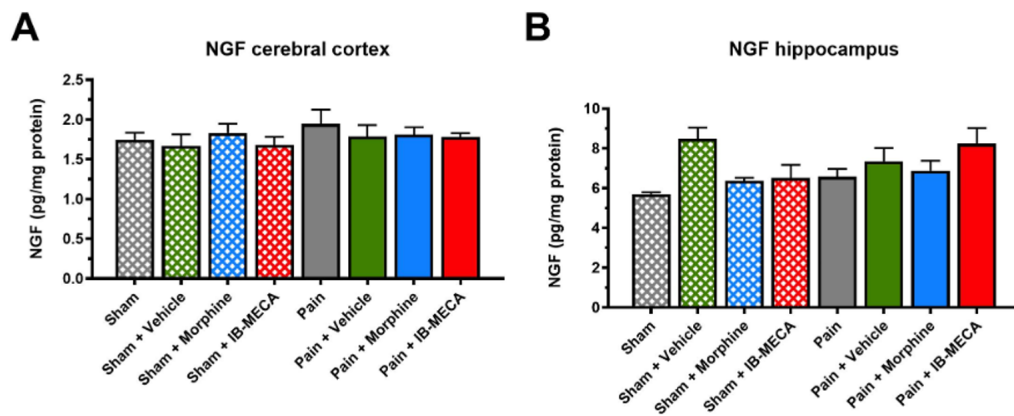 A
NGF cerebral cortex
NGF (pg/mg protein)
2.5
2.0
1.5
1.0
0.5
0.0
Sham
Sham + Vehicle
Sham + Morphine
Sham + IB-MECA
Pain
Pain + Vehicle
Pain + Morphine
Pain + IB-MECA
B
NGF hippocampus
NGF (pg/mg protein)
10
8
6
4
2
0
Sham
Sham + Vehicle
Sham + Morphine
Sham + IB-MECA
Pain
Pain + Vehicle
Pain + Morphine
Pain + IB-MECA